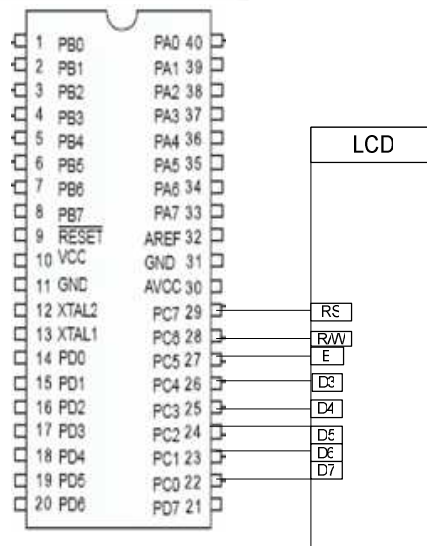 1 PB0 PA0 40
2 PB1 PA1 39
3 PB2 PA2 38
4 PB3 PA3 37
5 PB4 PA4 36
6 PB5 PA5 35
7 PB6 PA6 34
8 PB7 PA7 33
9 RESET AREF 32
10 VCC GND 31
11 GND AVCC 30
12 XTAL2 PC7 29
13 XTAL1 PC6 28
14 PD0 PC5 27
15 PD1 PC4 26
16 PD2 PC3 25
17 PD3 PC2 24
18 PD4 PC1 23
19 PD5 PC0 22
20 PD6 PD7 21
LCD
RS
R/W
E
D3
D4
D5
D6
D7